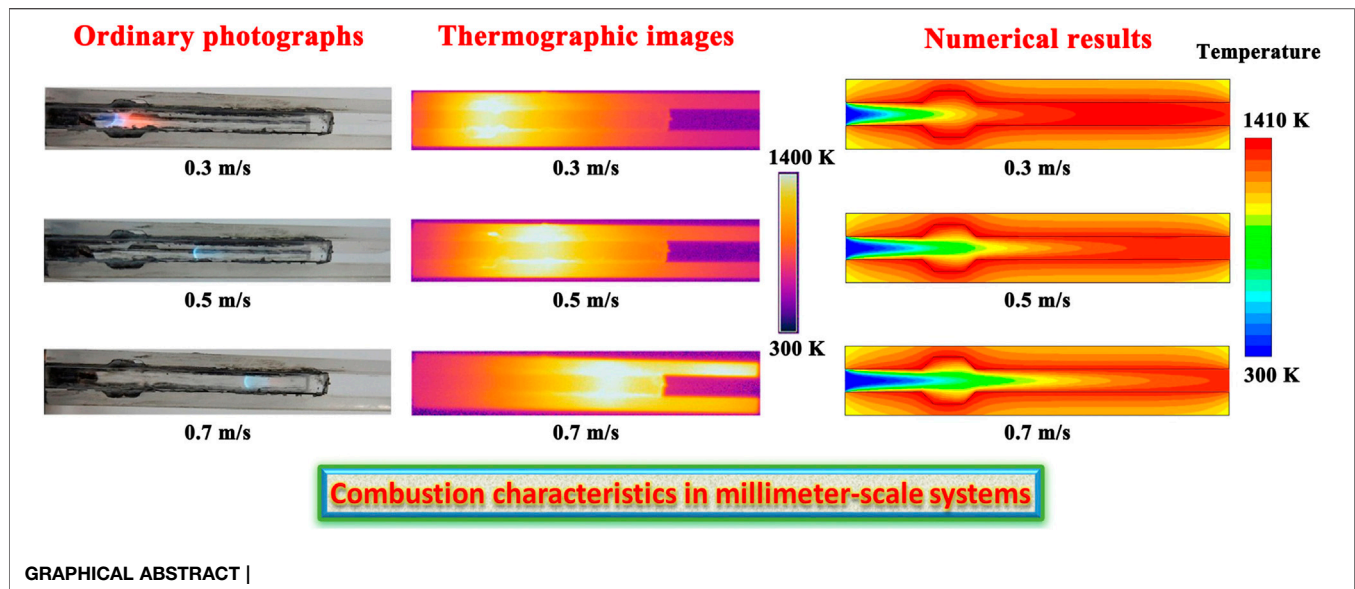 Ordinary photographs
Thermographic images
Numerical results
Temperature
0.3 m/s
0.3 m/s
0.3 m/s
1400 K
1410 K
0.5 m/s
0.5 m/s
0.5 m/s
300 K
300 K
0.7 m/s
0.7 m/s
0.7 m/s
Combustion characteristics in millimeter-scale systems
GRAPHICAL ABSTRACT |